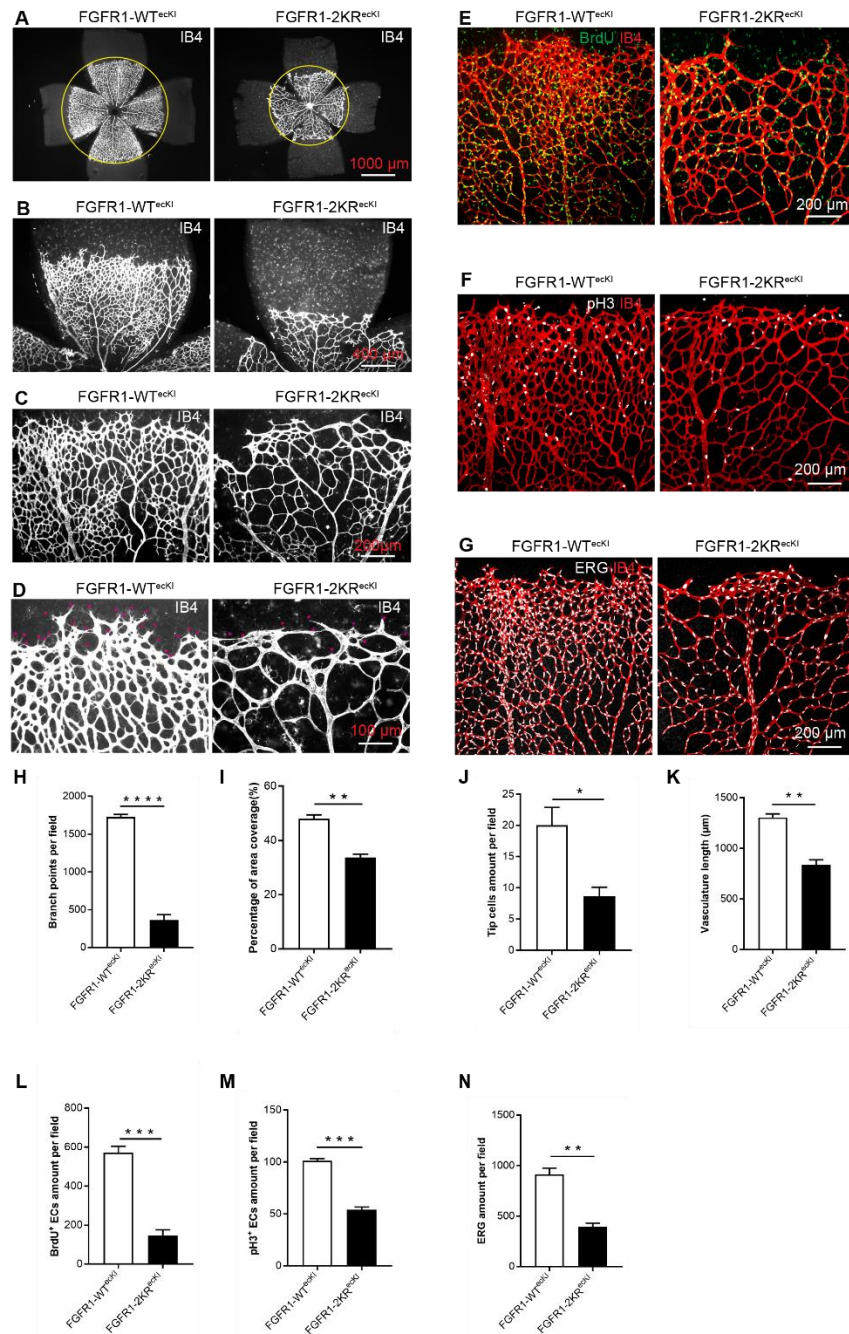 A
FGFR1-WTecKI
FGFR1-2KRecKI
IB4
IB4
1000 µm
B
FGFR1-WTecKI
FGFR1-2KRecKI
IB4
IB4
400 µm
C
FGFR1-WTecKI
FGFR1-2KRecKI
IB4
IB4
200µm
D
FGFR1-WTecKI
FGFR1-2KRecKI
IB4
IB4
100 µm
E
FGFR1-WTecKI
FGFR1-2KRecKI
BrdU IB4
200 µm
F
FGFR1-WTecKI
FGFR1-2KRecKI
pH3 IB4
200 µm
G
FGFR1-WTecKI
FGFR1-2KRecKI
ERG IB4
200 µm
H
Branch points per field
2000
1500
1000
500
0
****
FGFR1-WTecKI
FGFR1-2KRecKI
I
Percentage of area coverage(%)
60
40
20
0
**
FGFR1-WTecKI
FGFR1-2KRecKI
J
Tip cells amount per field
25
20
15
10
5
0
*
FGFR1-WTecKI
FGFR1-2KRecKI
K
Vasculature length (µm)
1500
1000
500
0
**
FGFR1-WTecKI
FGFR1-2KRecKI
L
BrdU+ ECs amount per field
800
600
400
200
0
***
FGFR1-WTecKI
FGFR1-2KRecKI
M
pH3+ ECs amount per field
150
100
50
0
***
FGFR1-WTecKI
FGFR1-2KRecKI
N
ERG amount per field
1500
1000
500
0
**
FGFR1-WTecKI
FGFR1-2KRecKI